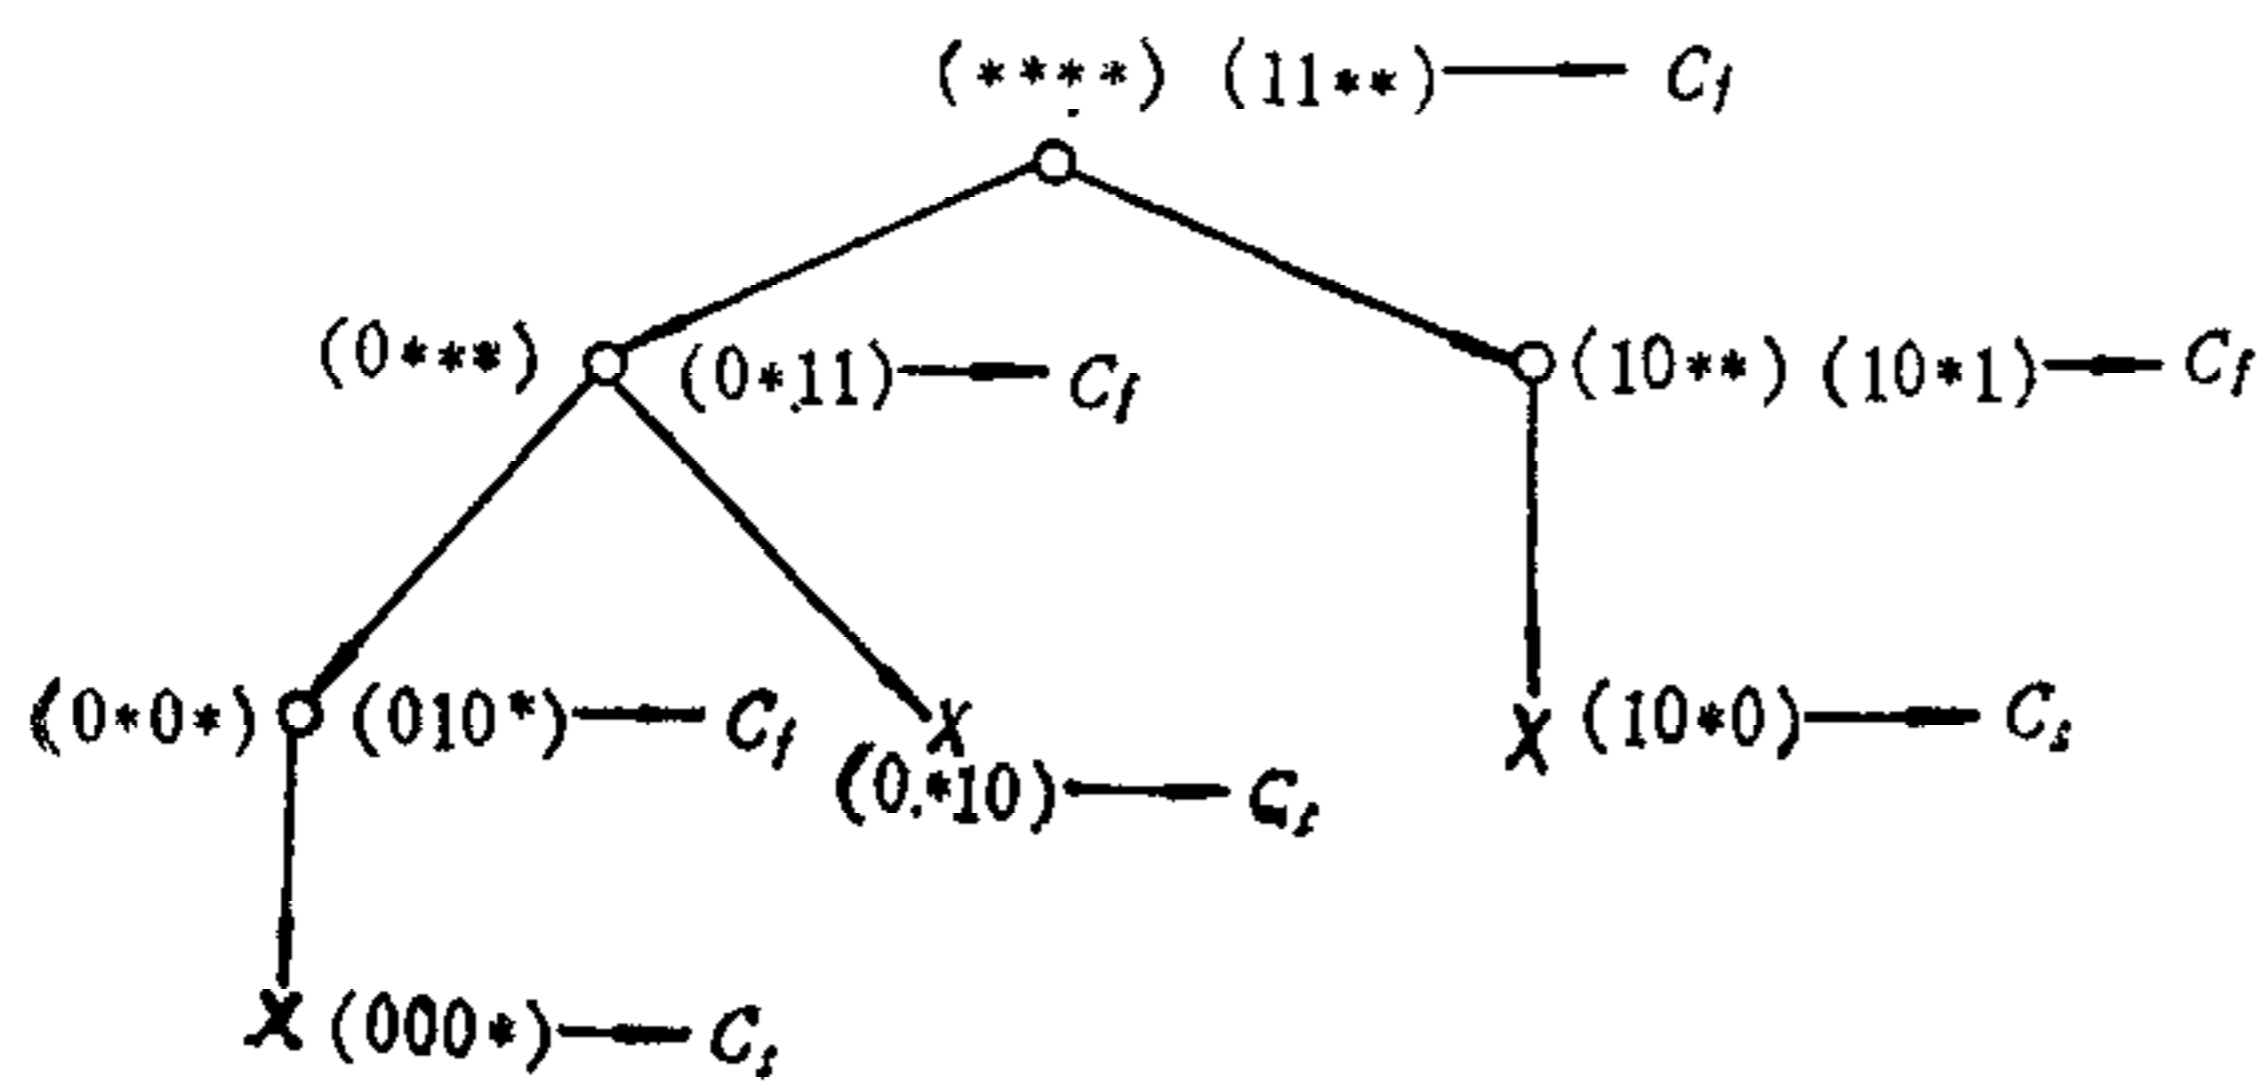 (****) (11**) C_f
(0***) (0*11) C_f (10**) (10*1) C_f
(0*0*) (010*) C_f X (0*10) C_s X (10*0) C_s
X (000*) C_s